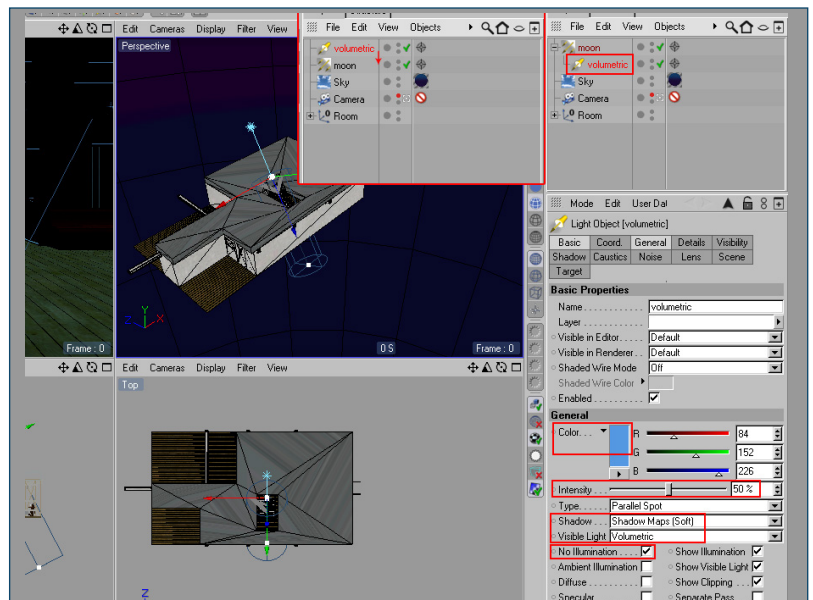 Edit Cameras Display Filter View
Perspective
Y
Z X
Frame : 0
0 S
Frame : 0
File Edit View Objects
volumetric
moon
Sky
Camera
Room
File Edit View Objects
moon
volumetric
Sky
Camera
Room
Edit Cameras Display Filter View
Top
Z
Mode Edit User Dat
Light Object [volumetric]
Basic Coord. General Details Visibility
Shadow Caustics Noise Lens Scene
Target
Basic Properties
Name . . . . . . . . . . . volumetric
Layer . . . . . . . . . . .
Visible in Editor . . . . . Default
Visible in Renderer . . Default
Shaded Wire Mode Off
Shaded Wire Color
Enabled . . . . . . . . .
General
Color. . . R 84
G 152
B 226
Intensity . . . 50 %
Type. . . . . . Parallel Spot
Shadow . . . Shadow Maps (Soft)
Visible Light Volumetric
No Illumination . . . . Show Illumination
Ambient Illumination Show Visible Light
Diffuse . . . . . . . . . Show Clipping . . .
Specular Separate Pass